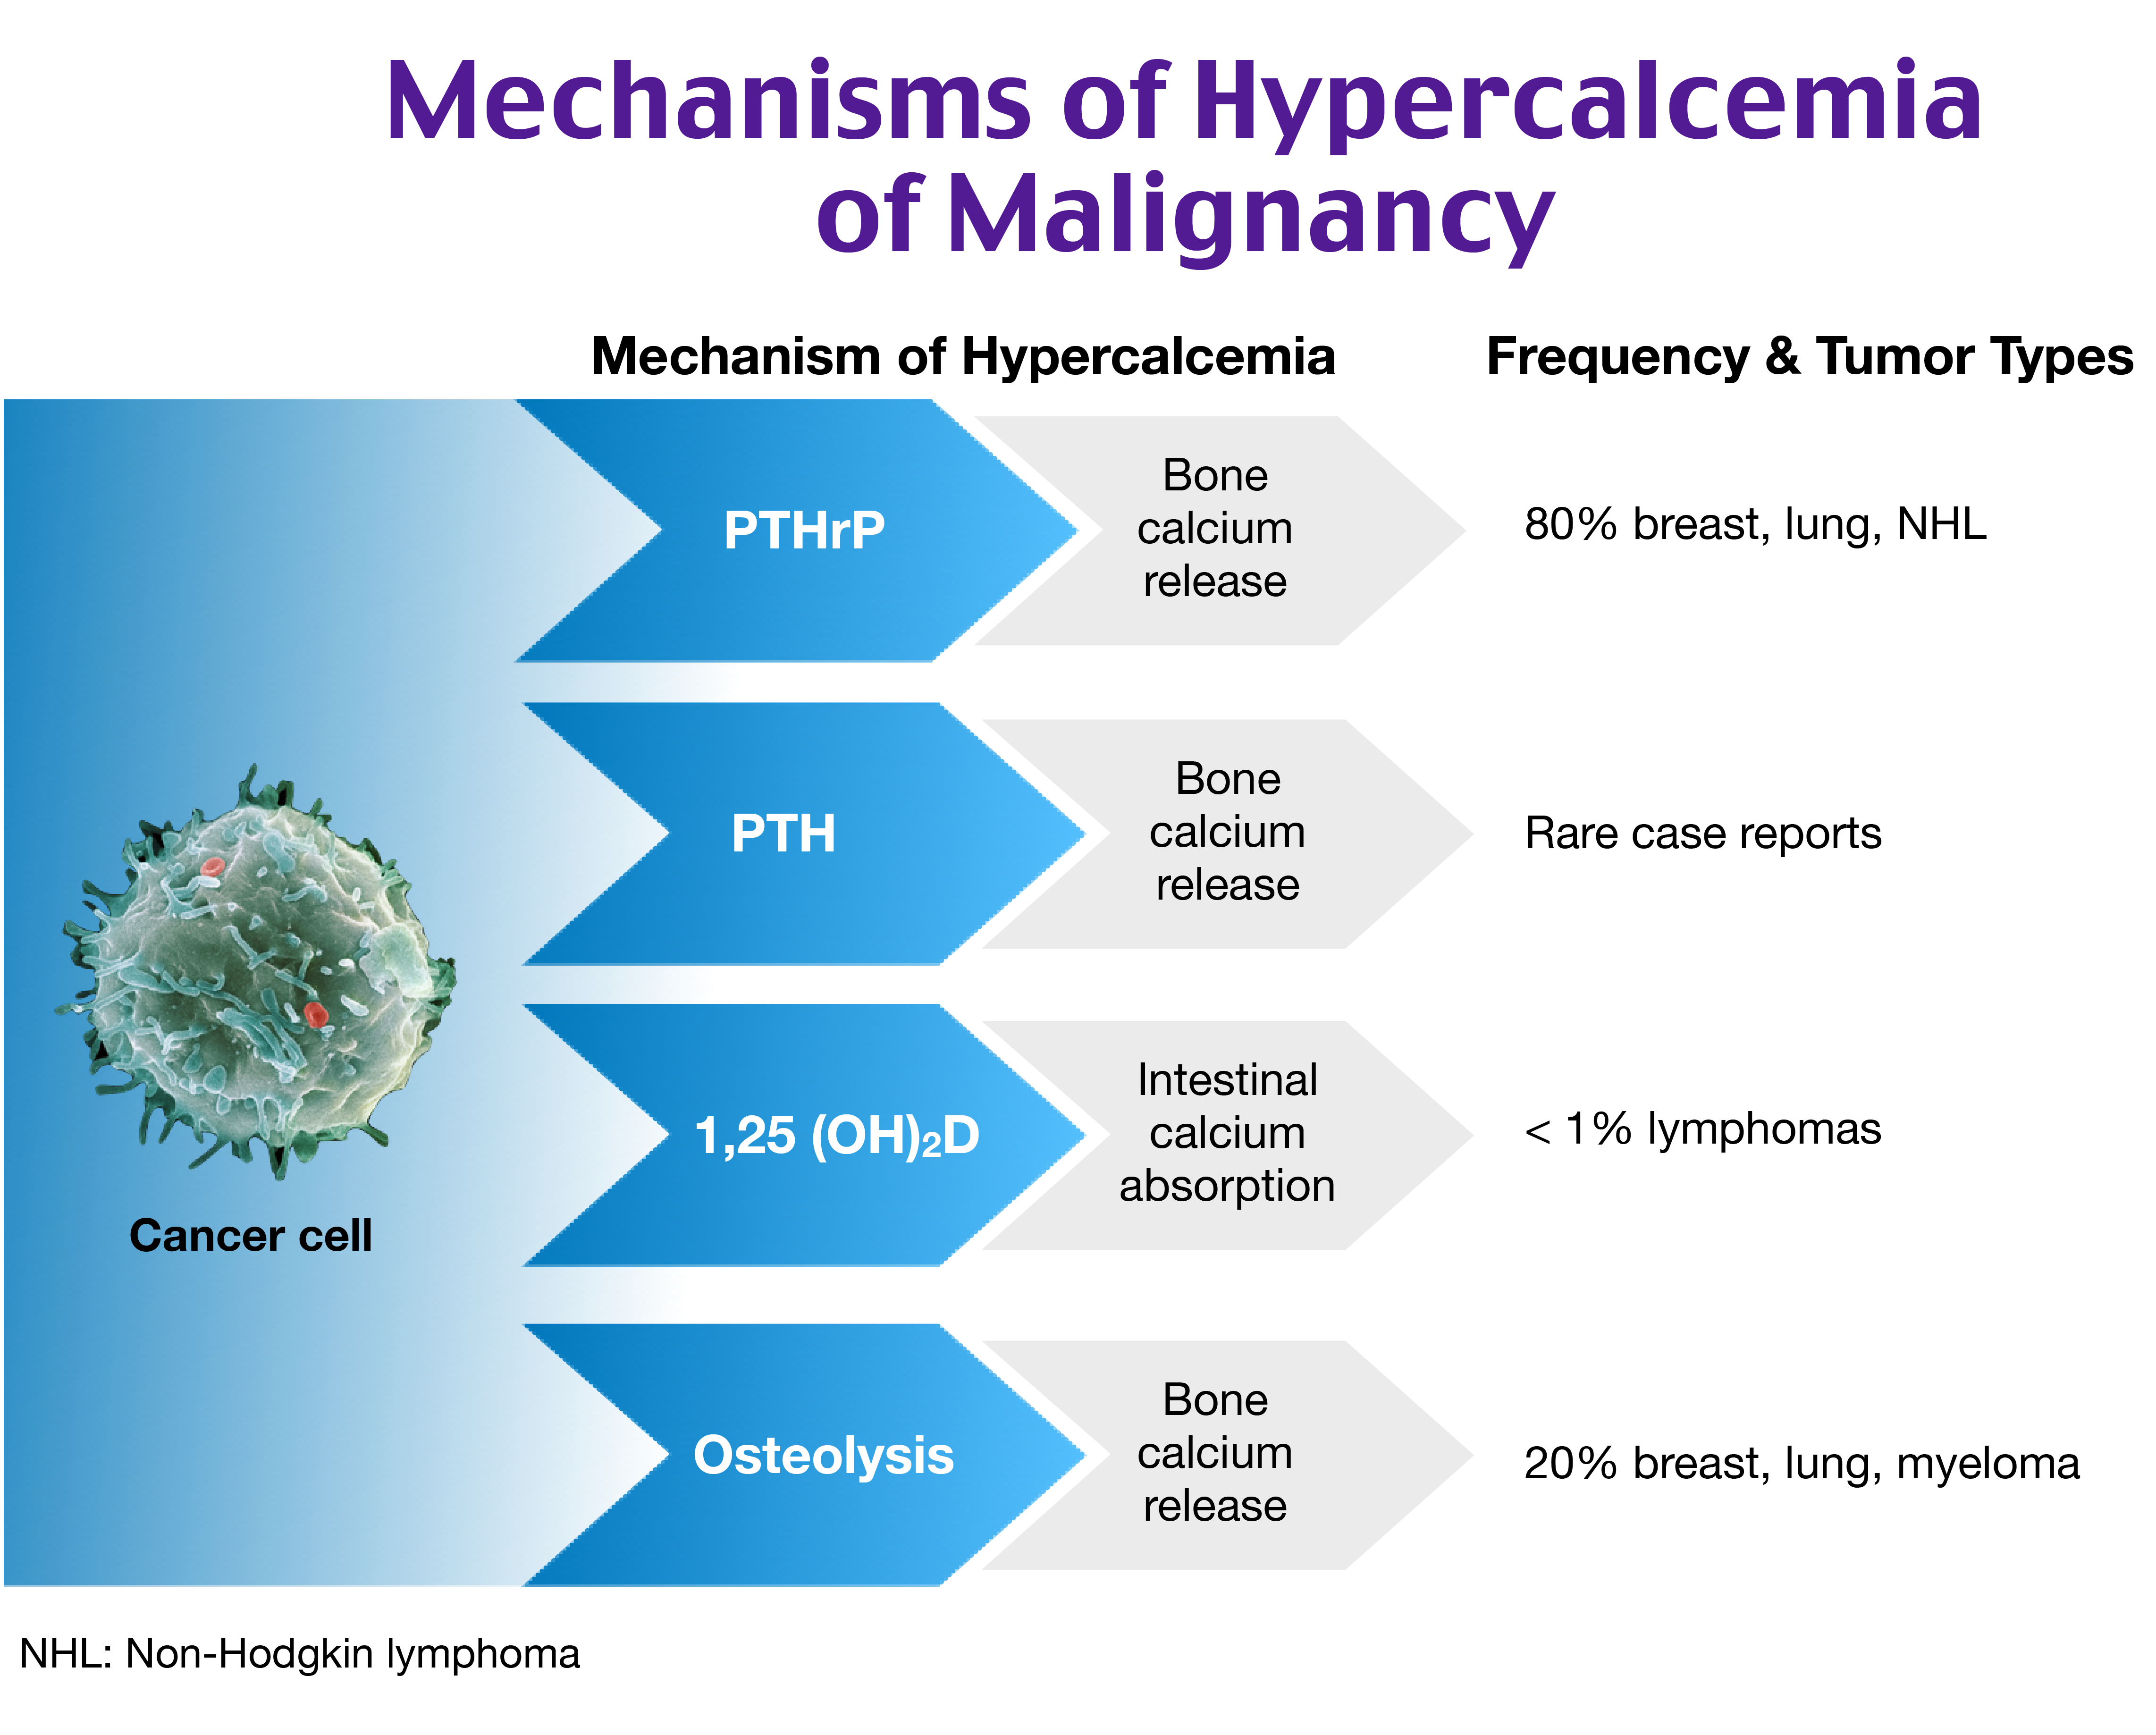 Mechanisms of Hypercalcemia
of Malignancy
Mechanism of Hypercalcemia
Frequency & Tumor Types
PTHrP
Bone
calcium
release
80% breast, lung, NHL
PTH
Bone
calcium
release
Rare case reports
1,25 (OH)₂D
Intestinal
calcium
absorption
< 1% lymphomas
Cancer cell
Osteolysis
Bone
calcium
release
20% breast, lung, myeloma
NHL: Non-Hodgkin lymphoma